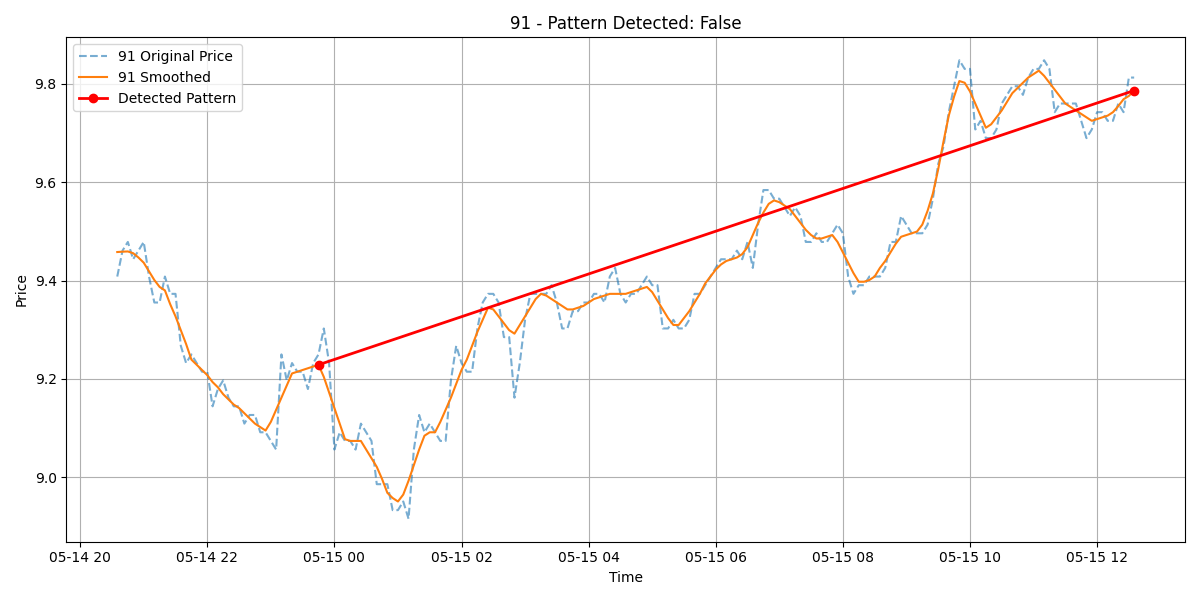 91 - Pattern Detected: False
91 Original Price
91 Smoothed
Detected Pattern
Price
9.8
9.6
9.4
9.2
9.0
05-14 20
05-14 22
05-15 00
05-15 02
05-15 04
05-15 06
05-15 08
05-15 10
05-15 12
Time